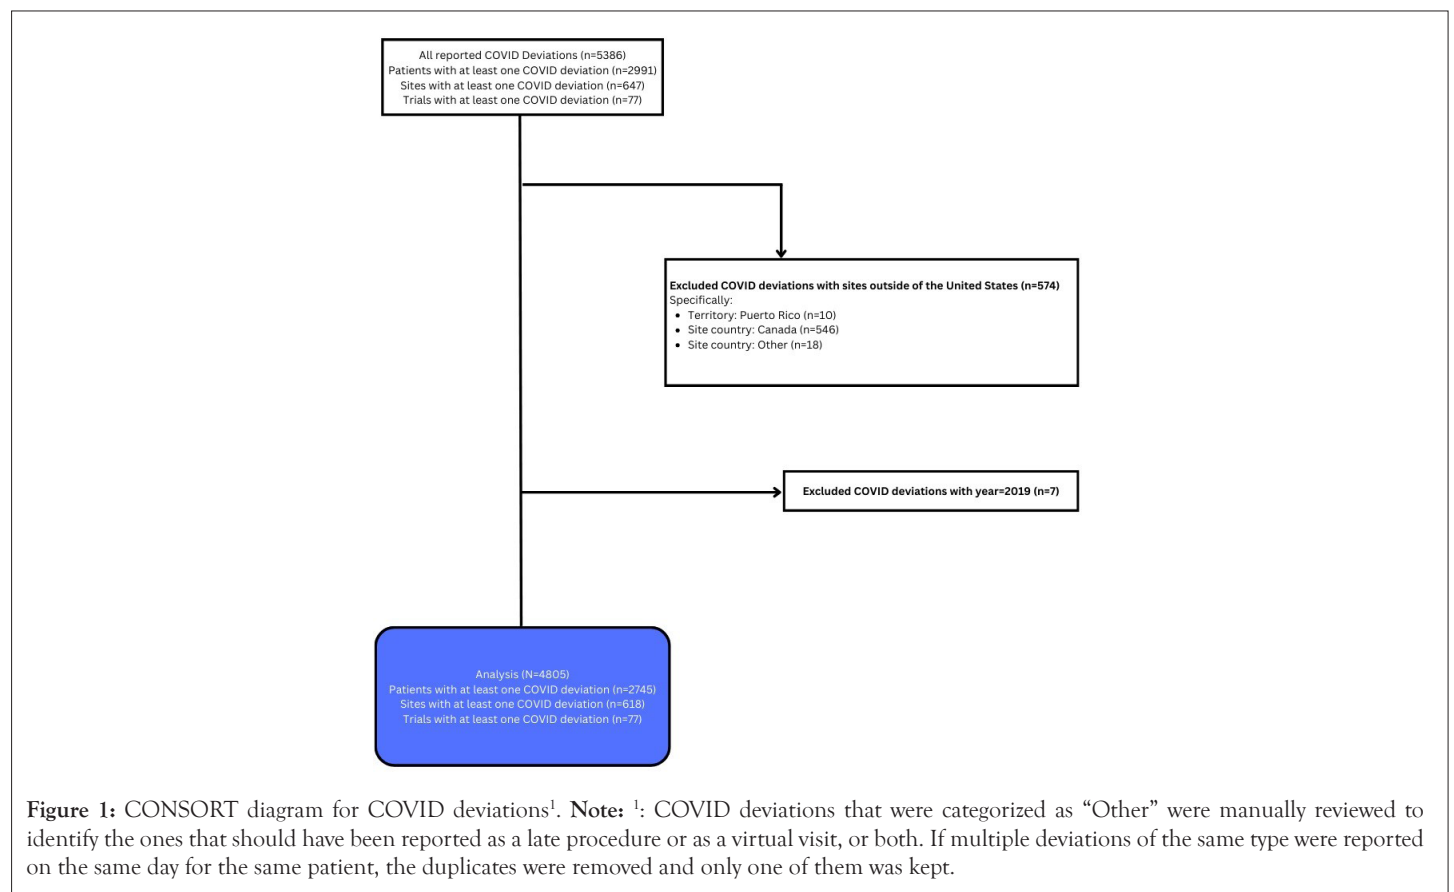 All reported COVID Deviations (n=5386)
Patients with at least one COVID deviation (n=2991)
Sites with at least one COVID deviation (n=647)
Trials with at least one COVID deviation (n=77)
Excluded COVID deviations with sites outside of the United States (n=574)
Specifically:
• Territory: Puerto Rico (n=10)
• Site country: Canada (n=546)
• Site country: Other (n=18)
Excluded COVID deviations with year=2019 (n=7)
Analysis (N=4805)
Patients with at least one COVID deviation (n=2745)
Sites with at least one COVID deviation (n=618)
Trials with at least one COVID deviation (n=77)
Figure 1: CONSORT diagram for COVID deviations¹. Note: ¹: COVID deviations that were categorized as “Other” were manually reviewed to
identify the ones that should have been reported as a late procedure or as a virtual visit, or both. If multiple deviations of the same type were reported
on the same day for the same patient, the duplicates were removed and only one of them was kept.